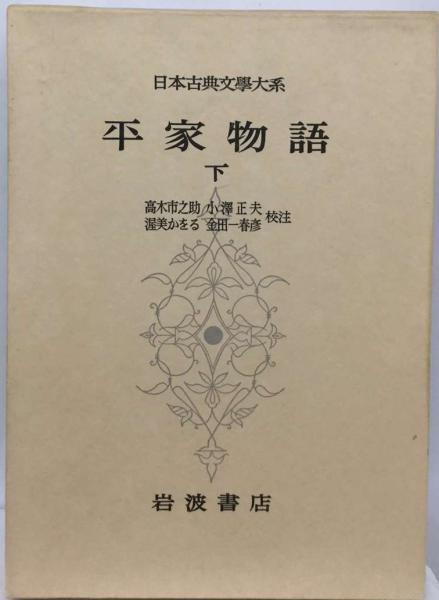 日本古典文學大系
平家物語
下
高木市之助 小澤正夫
渥美かをる 金田一春彦 校注
岩波書店